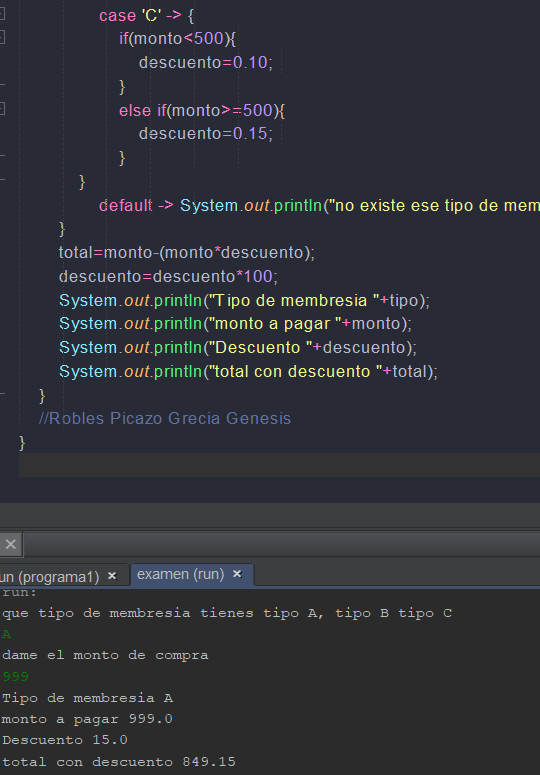 case 'C' -> {
if(monto<500){
descuento=0.10;
}
else if(monto>=500){
descuento=0.15;
}
}
default -> System.out.println("no existe ese tipo de mem
}
total=monto-(monto*descuento);
descuento=descuento*100;
System.out.println("Tipo de membresia "+tipo);
System.out.println("monto a pagar "+monto);
System.out.println("Descuento "+descuento);
System.out.println("total con descuento "+total);
}
//Robles Picazo Grecia Genesis
}
un (programa1) × examen (run) ×
run:
que tipo de membresia tienes tipo A, tipo B tipo C
A
dame el monto de compra
999
Tipo de membresia A
monto a pagar 999.0
Descuento 15.0
total con descuento 849.15